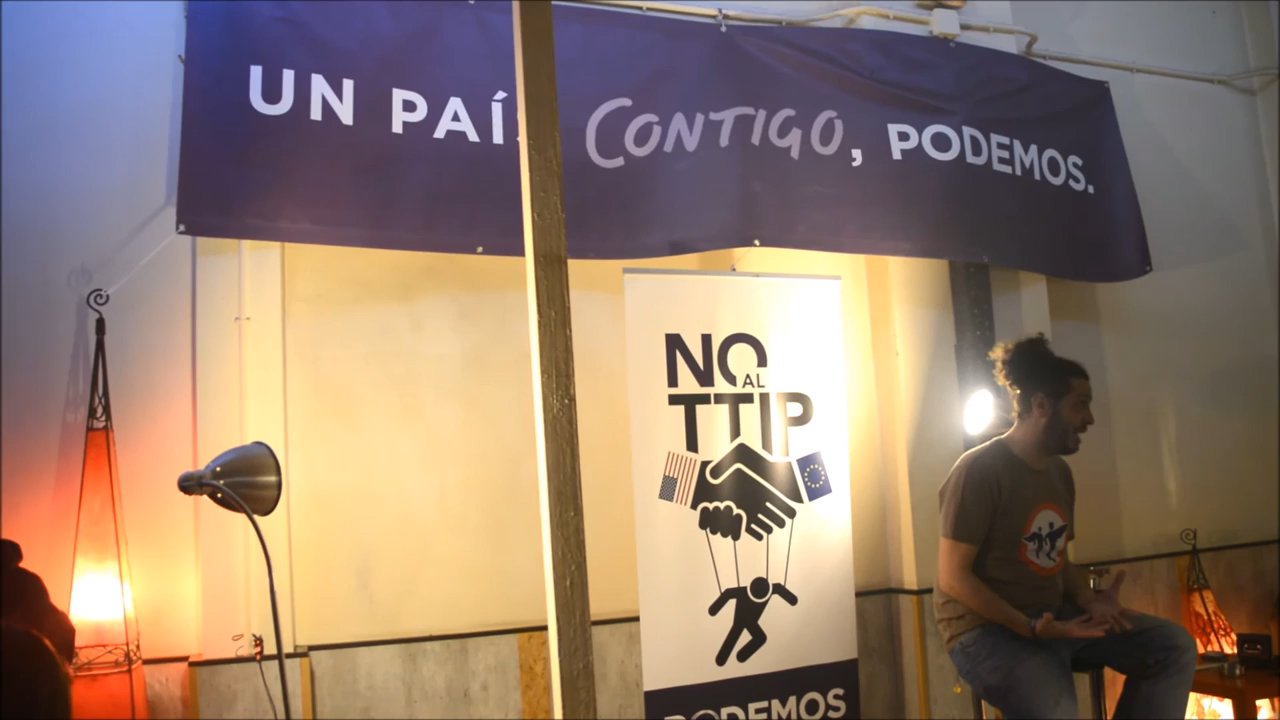 UN PAÍS CONTIGO, PODEMOS.
NO
AL
TTIP
PODEMOS